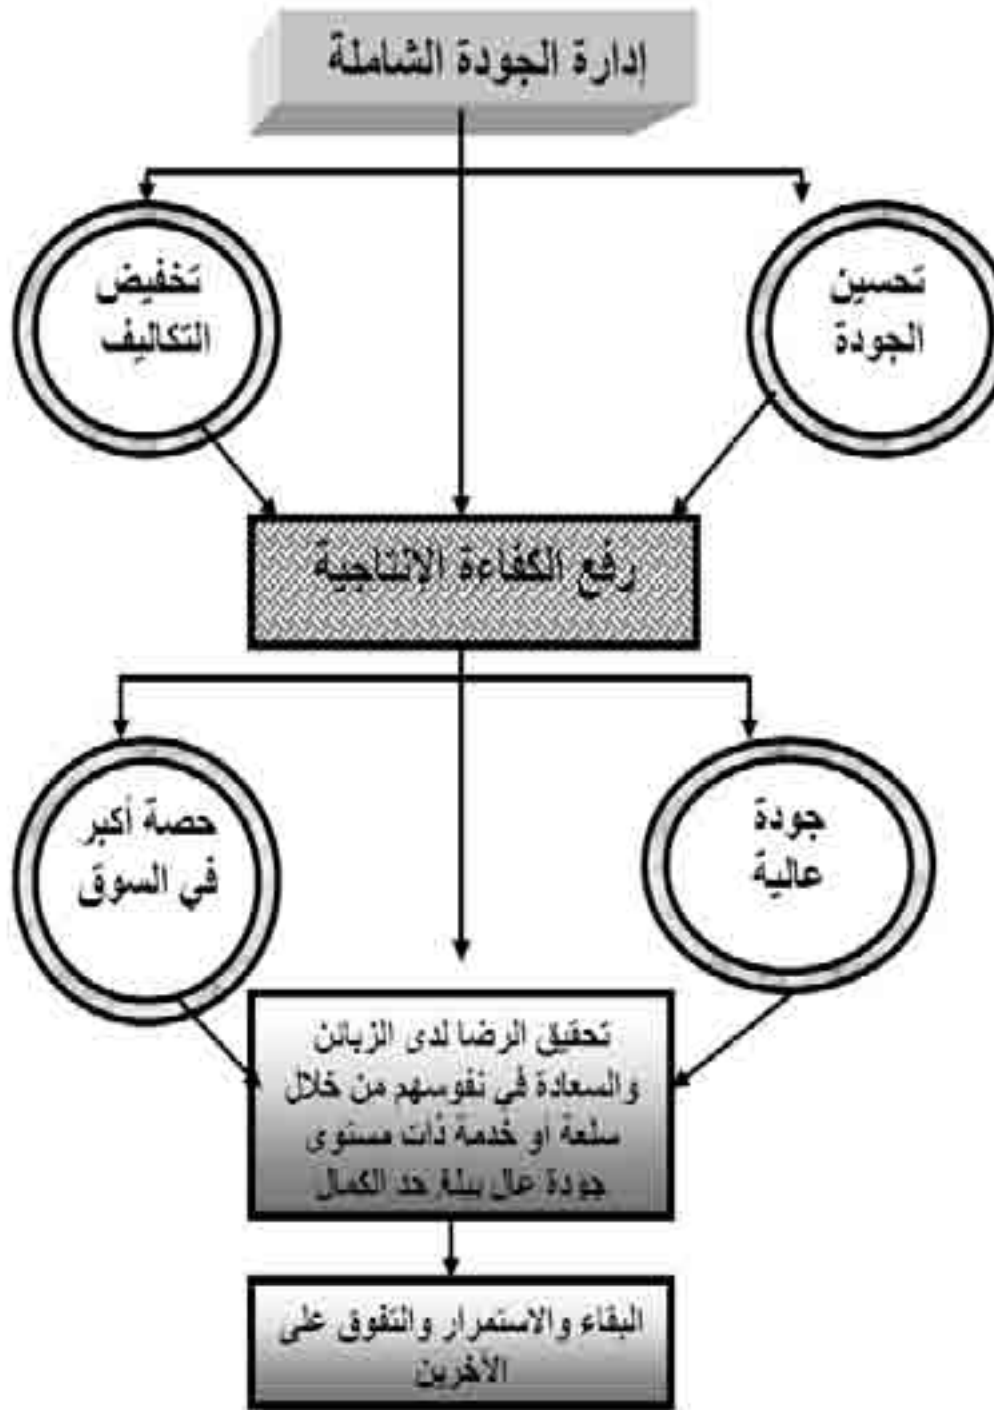 إدارة الجودة الشاملة
تحسين
الجودة
تخفيض
التكاليف
رفع الكفاءة الإنتاجية
جودة
عالية
حصة أكبر
في السوق
تحقيق الرضا لدى الزبائن
والسعادة في نفوسهم من خلال
سلعة او خدمة ذات مستوى
جودة عال حد الكمال
البقاء والاستمرار والتفوق على
الآخرين